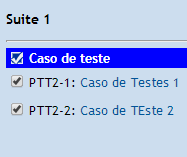 Suite 1
Caso de teste
PTT2-1: Caso de Testes 1
PTT2-2: Caso de TEste 2